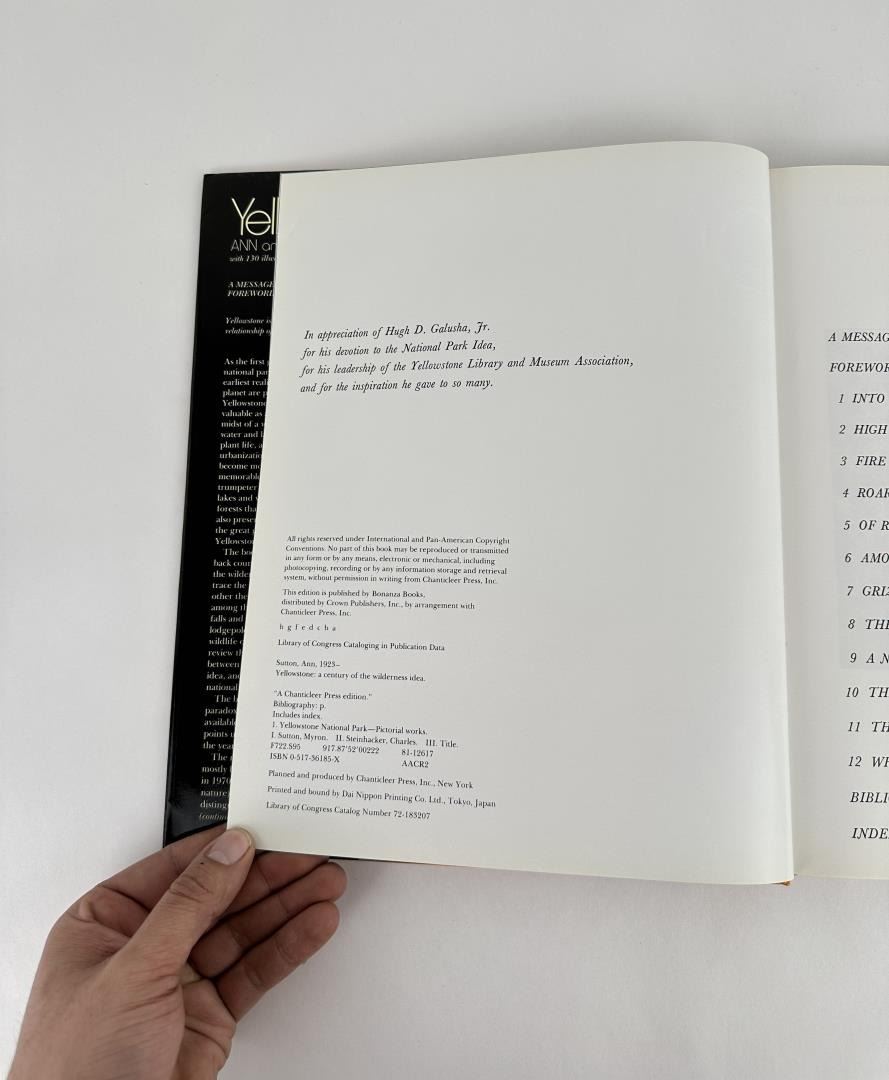 Yel
ANN an
with 130 illus
A MESSAGE
FOREWORD
Yellowstone is
relationship o
As the first
national par
earliest reali
planet are p
Yellowstone
valuable as
midst of a
water and
plant life, a
urbanizatio
become mo
memorable
trumpeter
lakes and
forests tha
also prese
the great
Yellowsto
The bo
back coun
the wilder
trace the
other the
among th
falls and
lodgepol
wildlife
review th
between
idea, an
national
The
parado
availabl
points
the yea
The
mostly
in 1970
nature
disting
(contin
In appreciation of Hugh D. Galusha, Jr.
for his devotion to the National Park Idea,
for his leadership of the Yellowstone Library and Museum Association,
and for the inspiration he gave to so many.
All rights reserved under International and Pan-American Copyright
Conventions. No part of this book may be reproduced or transmitted
in any form or by any means, electronic or mechanical, including
photocopying, recording or by any information storage and retrieval
system, without permission in writing from Chanticleer Press, Inc.
This edition is published by Bonanza Books,
distributed by Crown Publishers, Inc., by arrangement with
Chanticleer Press, Inc.
h g f e d c b a
Library of Congress Cataloging in Publication Data
Sutton, Ann, 1923–
Yellowstone: a century of the wilderness idea.
"A Chanticleer Press edition."
Bibliography: p.
Includes index.
1. Yellowstone National Park—Pictorial works.
I. Sutton, Myron. II. Steinhacker, Charles. III. Title.
F722.S95 917.87'52'00222 81-12617
ISBN 0-517-36185-X AACR2
Planned and produced by Chanticleer Press, Inc., New York
Printed and bound by Dai Nippon Printing Co. Ltd., Tokyo, Japan
Library of Congress Catalog Number 72-183207
A MESSAG
FOREWOR
1 INTO
2 HIGH
3 FIRE
4 ROAR
5 OF R
6 AMO
7 GRIZ
8 THE
9 A N
10 TH
11 TH
12 WH
BIBLI
INDE